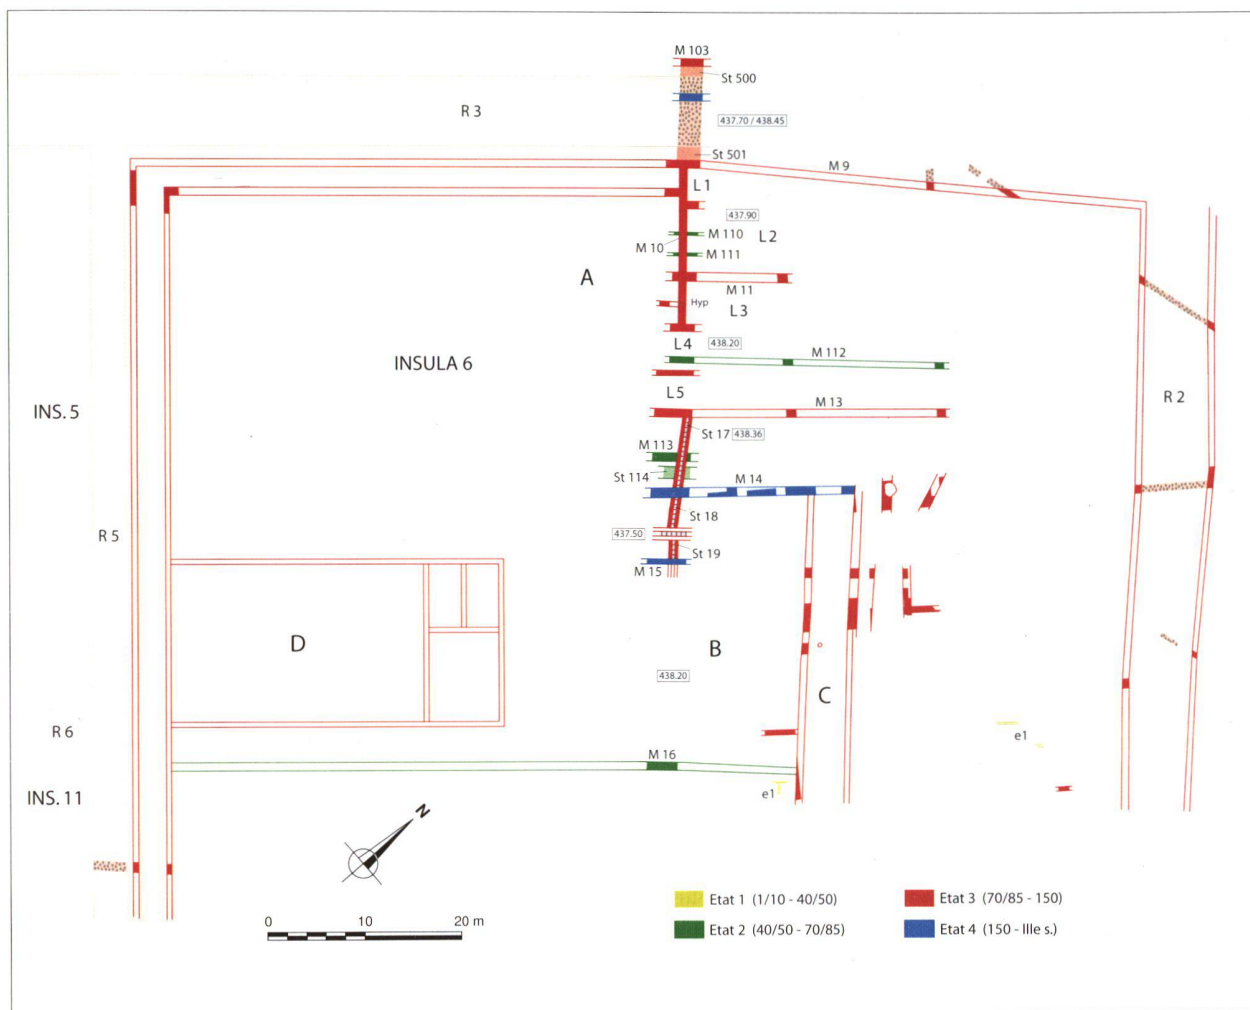 M 103
St 500
R 3
437.70 / 438.45
St 501
M 9
L 1
437.90
M 110
L 2
M 10
M 111
A
M 11
Hyp
L 3
L 4
438.20
M 112
INSULA 6
L 5
R 2
INS. 5
M 13
St 17
438.36
M 113
St 114
M 14
St 18
R 5
437.50
St 19
M 15
D
B
438.20
C
R 6
e1
M 16
INS. 11
e1
N
0 10 20 m
Etat 1 (1/10 - 40/50)
Etat 2 (40/50 - 70/85)
Etat 3 (70/85 - 150)
Etat 4 (150 - IIIe s.)